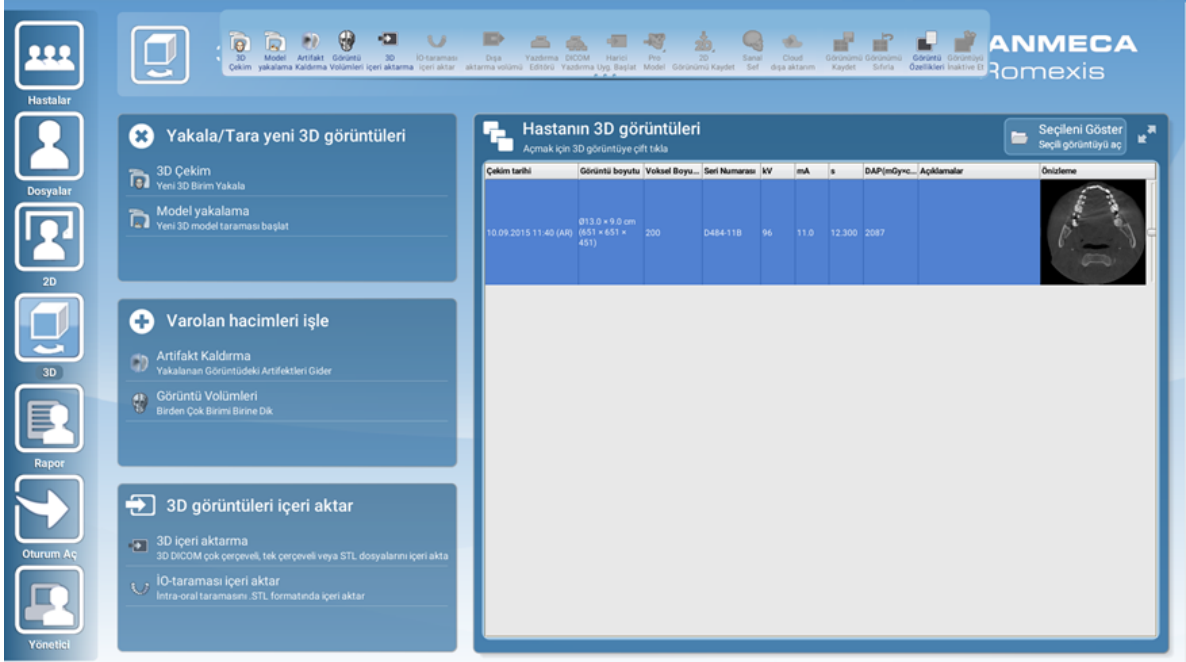 3D Çekim
Model yakalama
Artifakt Kaldırma
Görüntü Volümleri
3D içeri aktarma
İO-taraması içeri aktar
Dışa aktarma volümü
Yazdırma Editörü
DICOM Yazdırma
Harici Uyg. Başlat
Pro Model
2D Görünümü Kaydet
Sanal Sef
Cloud dışa aktarım
Görünümü Kaydet
Görünümü Sıfırla
Görüntü Özellikleri
Görüntüyü İnaktive Et
ANMECA
Romexis
Hastalar
Dosyalar
2D
3D
Rapor
Oturum Aç
Yönetici
Yakala/Tara yeni 3D görüntüleri
3D Çekim
Yeni 3D Birim Yakala
Model yakalama
Yeni 3D model taraması başlat
Varolan hacimleri işle
Artifakt Kaldırma
Yakalanan Görüntüdeki Artifektleri Gider
Görüntü Volümleri
Birden Çok Birimi Birine Dik
3D görüntüleri içeri aktar
3D içeri aktarma
3D DICOM çok çerçeveli, tek çerçeveli veya STL dosyalarını içeri akta
İO-taraması içeri aktar
İntra-oral taramasını .STL formatında içeri aktar
Hastanın 3D görüntüleri
Açmak için 3D görüntüye çift tıkla
Seçileni Göster
Seçili görüntüyü aç
Çekim tarihi Görüntü boyutu Voksel Boyu... Seri Numarası kV mA s DAP(mGy×c... Açıklamalar Önizleme
Ø13.0 × 9.0 cm
10.09.2015 11:40 (AR) (651 × 651 × 200 D484-11B 96 11.0 12.300 2087
451)